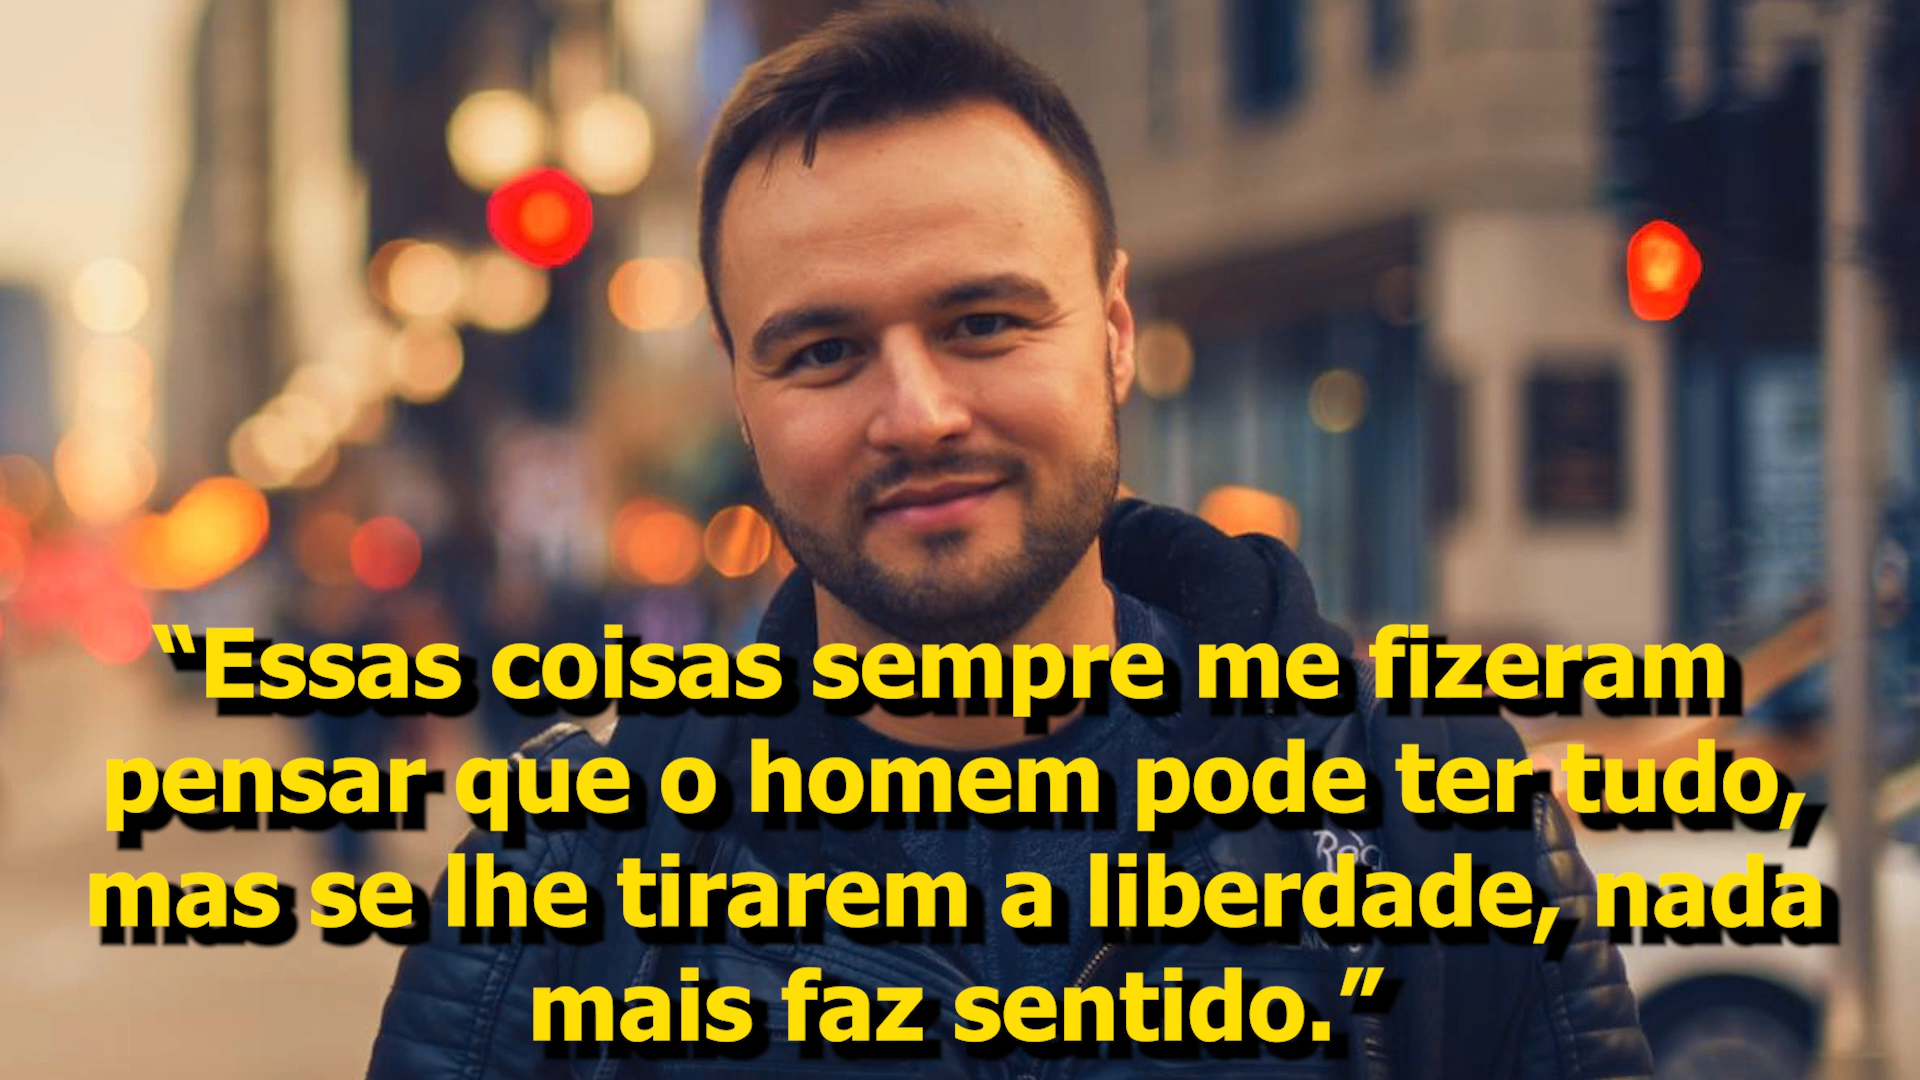 “Essas coisas sempre me fizeram
pensar que o homem pode ter tudo,
mas se lhe tirarem a liberdade, nada
mais faz sentido.”